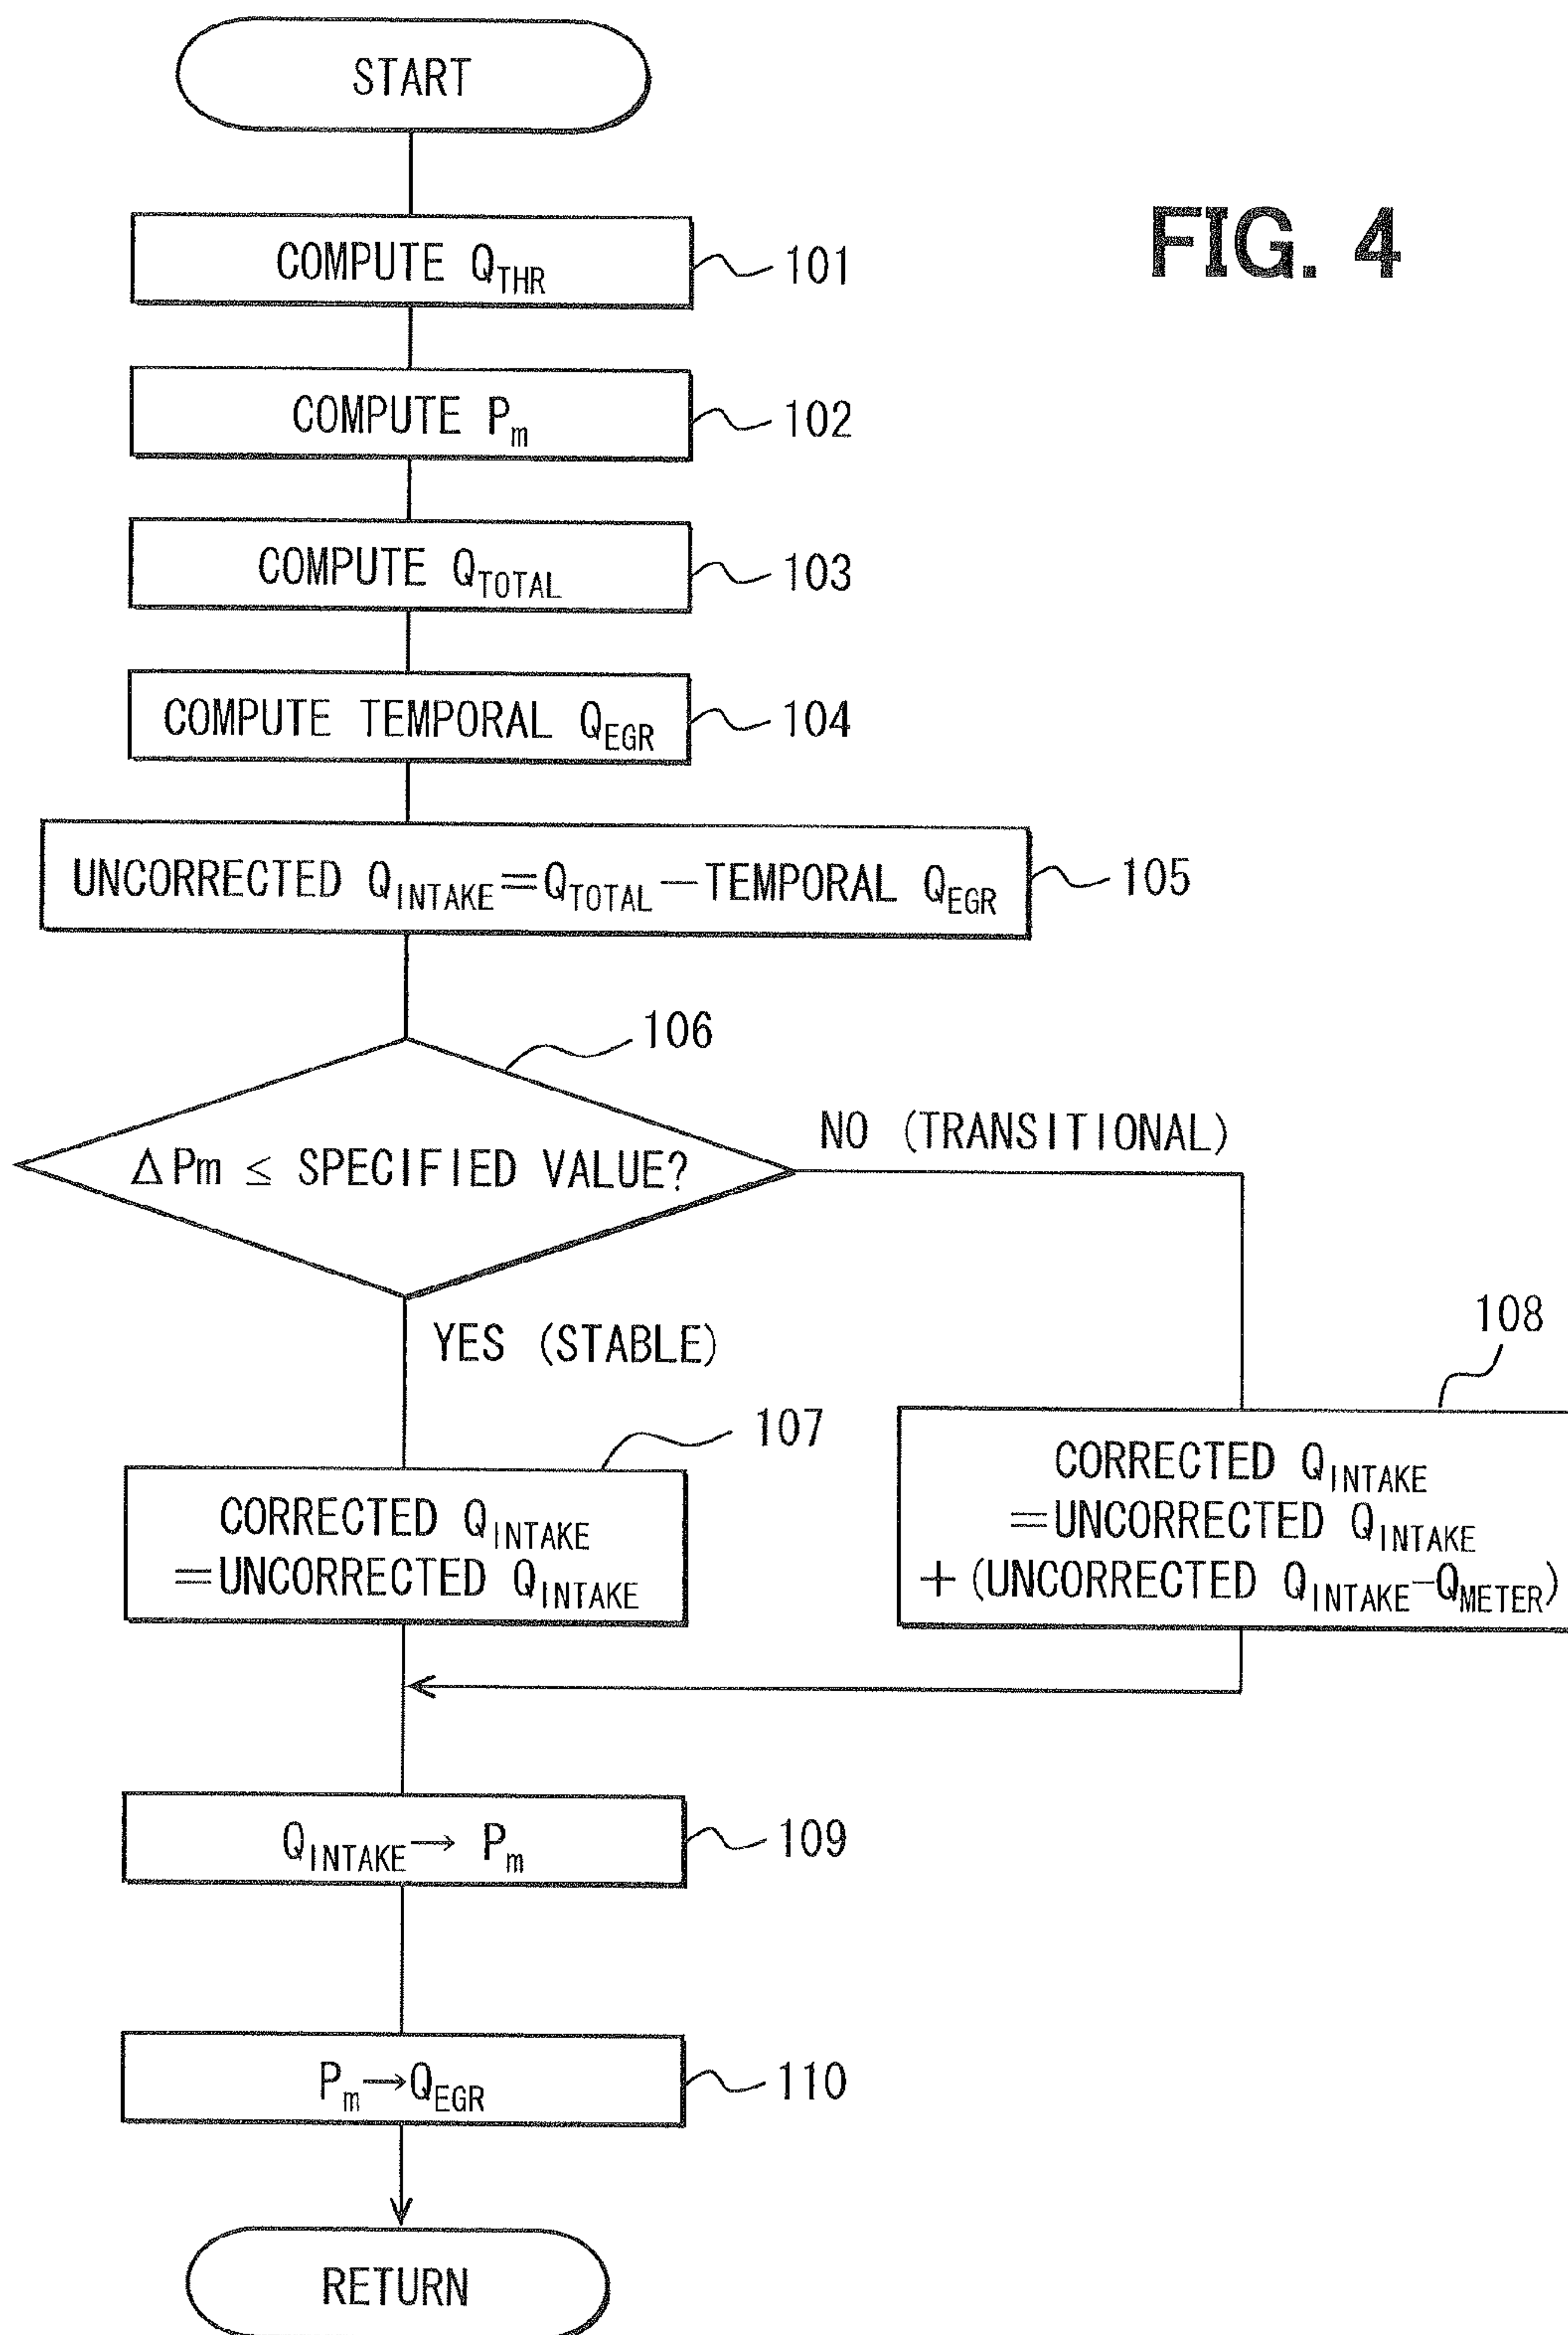 START
FIG. 4
COMPUTE Q_THR
101
COMPUTE P_m
102
COMPUTE Q_TOTAL
103
COMPUTE TEMPORAL Q_EGR
104
UNCORRECTED Q_INTAKE=Q_TOTAL−TEMPORAL Q_EGR
105
106
ΔPm ≤ SPECIFIED VALUE?
NO (TRANSITIONAL)
YES (STABLE)
107
CORRECTED Q_INTAKE
=UNCORRECTED Q_INTAKE
108
CORRECTED Q_INTAKE
=UNCORRECTED Q_INTAKE
+(UNCORRECTED Q_INTAKE−Q_METER)
Q_INTAKE→ P_m
109
P_m→Q_EGR
110
RETURN